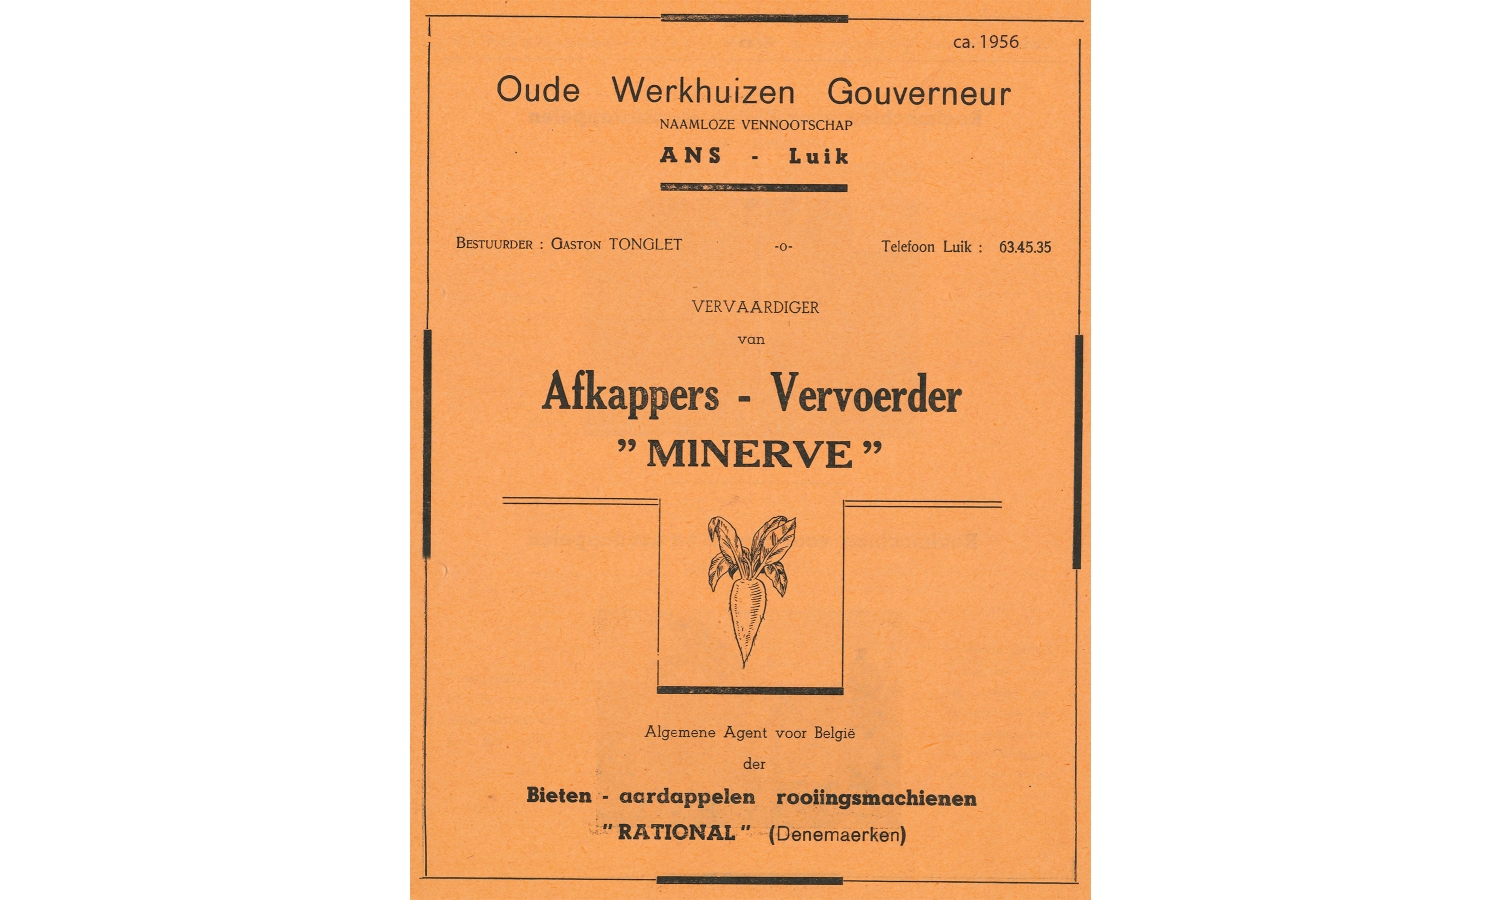 ca. 1956
Oude Werkhuizen Gouverneur
NAAMLOZE VENNOOTSCHAP
ANS - Luik
BESTUURDER : GASTON TONGLET -o- Telefoon Luik : 63.45.35
VERVAARDIGER
van
Afkappers - Vervoerder
” MINERVE ”
Algemene Agent voor België
der
Bieten - aardappelen rooiingsmachienen
” RATIONAL ” (Denemaerken)